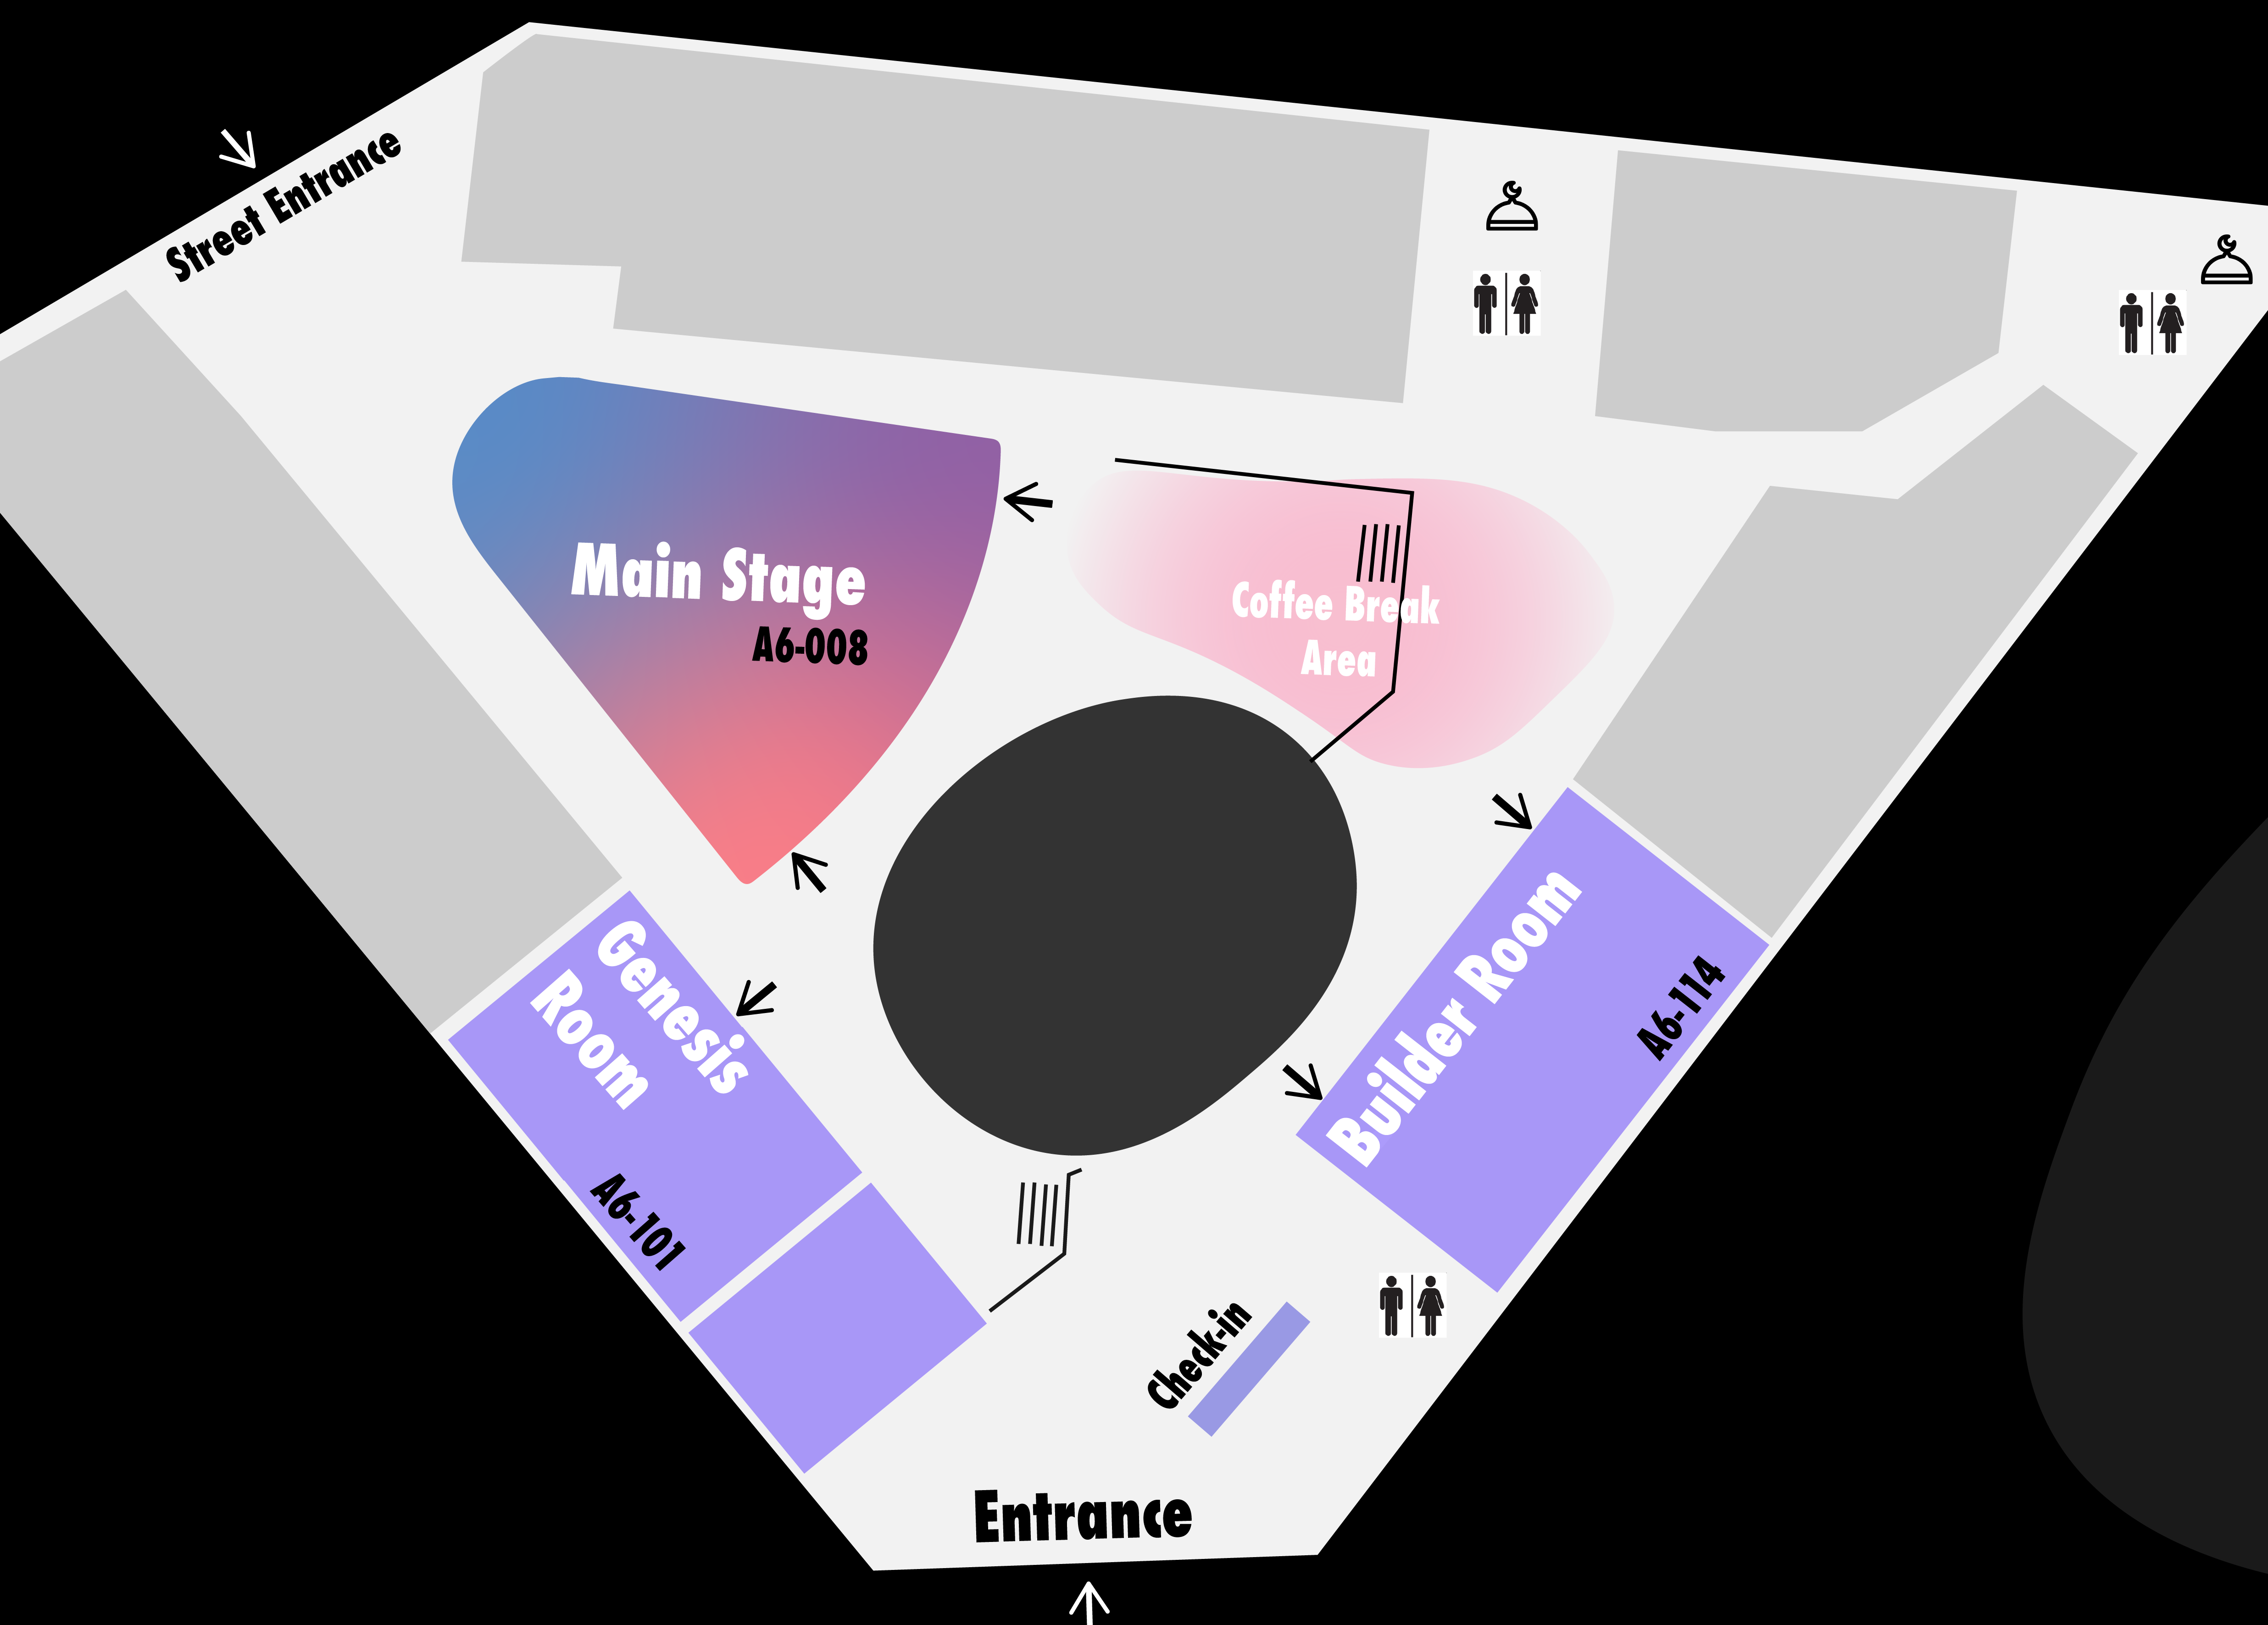 Street Entrance
Main Stage
A6-008
Coffee Break
Area
Genesis
Room
A6-101
Builder Room
A6-114
Check-in
Entrance